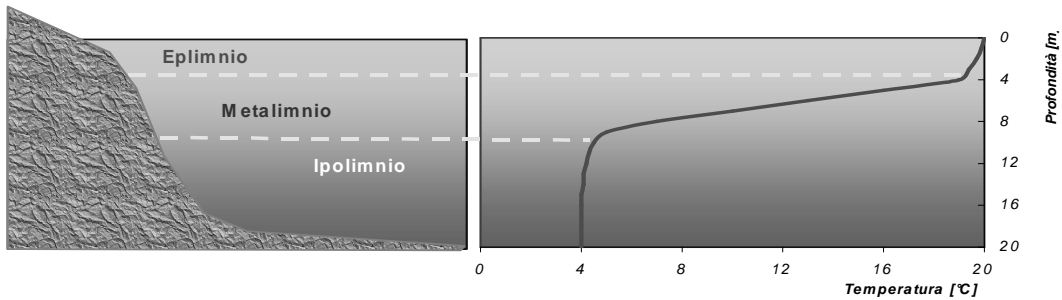 Eplimnio
Metalimnio
Ipolimnio
0
4
8
12
16
20
Profondità [m]
0 4 8 12 16 20
Temperatura [°C]